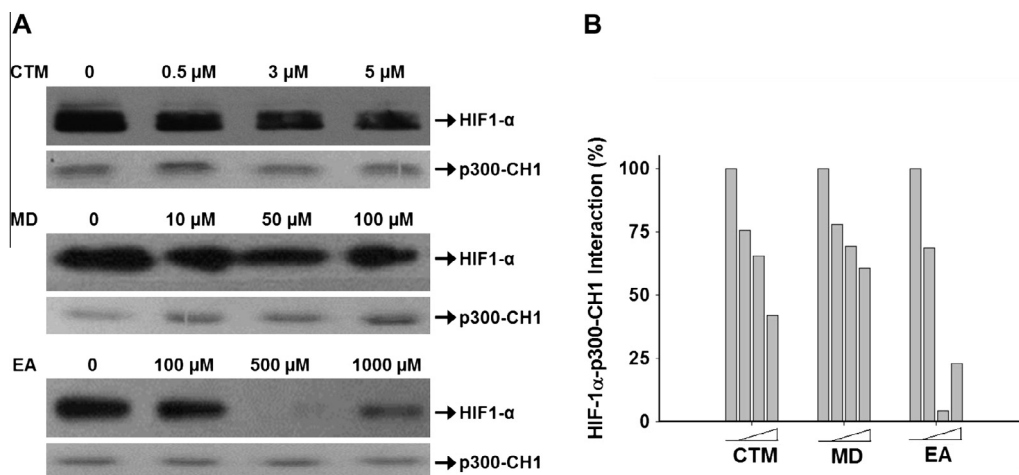 A
CTM 0 0.5 µM 3 µM 5 µM
HIF1-α
p300-CH1
MD 0 10 µM 50 µM 100 µM
HIF1-α
p300-CH1
EA 0 100 µM 500 µM 1000 µM
HIF1-α
p300-CH1
B
HIF-1α-p300-CH1 Interaction (%)
100
75
50
25
0
CTM MD EA